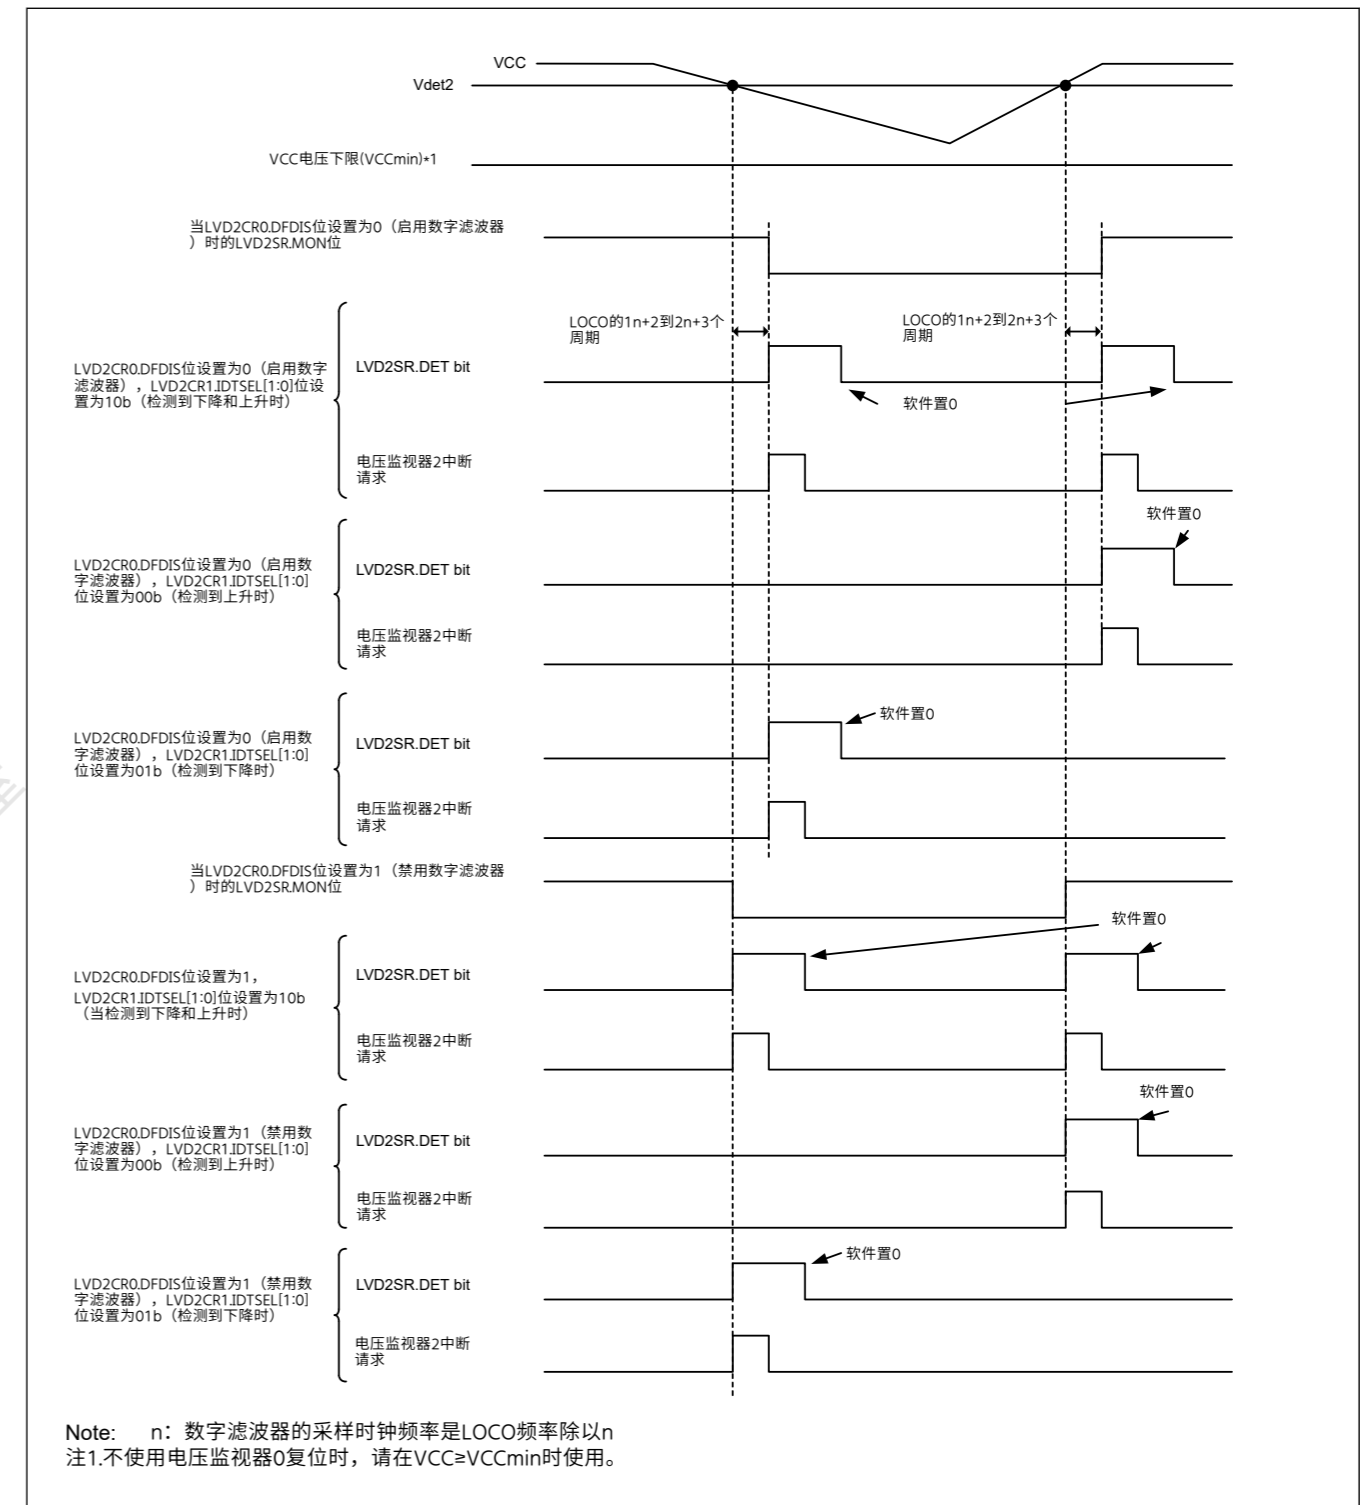 VCC
Vdet2
VCC电压下限(VCCmin)*1
当LVD2CR0.DFDIS位设置为0（启用数字滤波器
）时的LVD2SR.MON位
LOCO的1n+2到2n+3个
周期
LOCO的1n+2到2n+3个
周期
LVD2CR0.DFDIS位设置为0（启用数字
滤波器），LVD2CR1.IDTSEL[1:0]位设
置为10b（检测到下降和上升时）
LVD2SR.DET bit
软件置0
电压监视器2中断
请求
软件置0
LVD2CR0.DFDIS位设置为0（启用数
字滤波器），LVD2CR1.IDTSEL[1:0]
位设置为00b（检测到上升时）
LVD2SR.DET bit
电压监视器2中断
请求
软件置0
LVD2CR0.DFDIS位设置为0（启用数
字滤波器），LVD2CR1.IDTSEL[1:0]
位设置为01b（检测到下降时）
LVD2SR.DET bit
电压监视器2中断
请求
当LVD2CR0.DFDIS位设置为1（禁用数字滤波器
）时的LVD2SR.MON位
软件置0
LVD2CR0.DFDIS位设置为1，
LVD2CR1.IDTSEL[1:0]位设置为10b
（当检测到下降和上升时）
LVD2SR.DET bit
电压监视器2中断
请求
软件置0
LVD2CR0.DFDIS位设置为1（禁用数
字滤波器），LVD2CR1.IDTSEL[1:0]
位设置为00b（检测到上升时）
LVD2SR.DET bit
电压监视器2中断
请求
软件置0
LVD2CR0.DFDIS位设置为1（禁用数
字滤波器），LVD2CR1.IDTSEL[1:0]
位设置为01b（检测到下降时）
LVD2SR.DET bit
电压监视器2中断
请求
Note: n：数字滤波器的采样时钟频率是LOCO频率除以n
注1.不使用电压监视器0复位时，请在VCC≥VCCmin时使用。